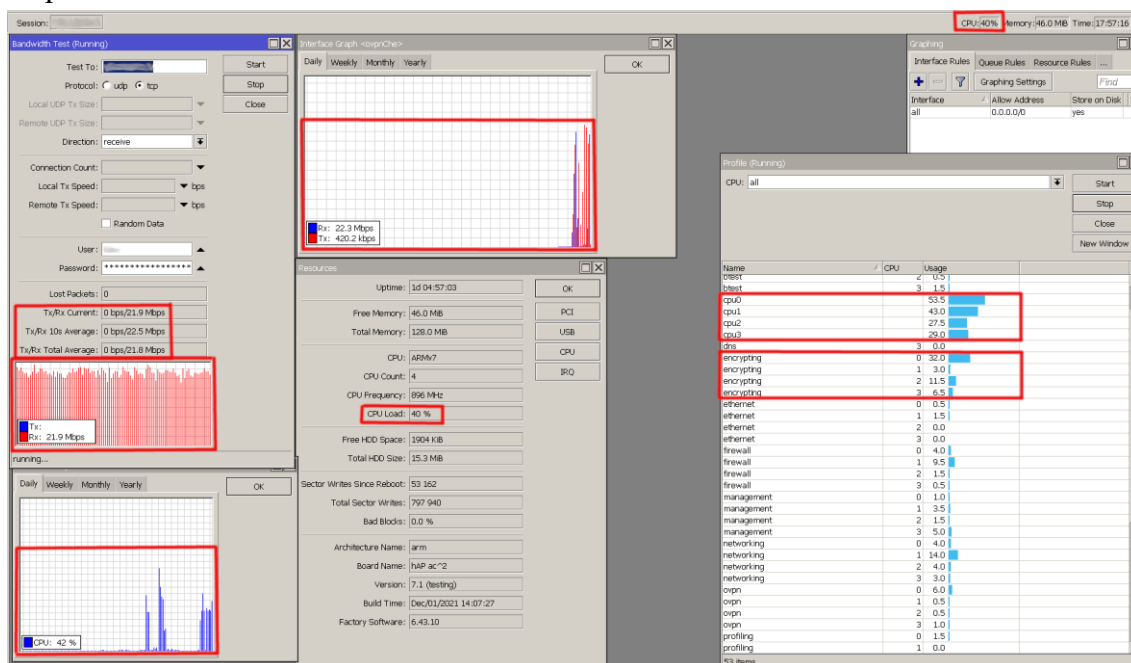 Session:
CPU: 40% Memory: 46.0 MiB Time: 17:57:16
Bandwidth Test (Running)
Test To:
Protocol: udp tcp
Local UDP Tx Size:
Remote UDP Tx Size:
Direction: receive
Connection Count:
Local Tx Speed: bps
Remote Tx Speed: bps
Random Data
User:
Password: *****************
Lost Packets: 0
Tx/Rx Current: 0 bps/21.9 Mbps
Tx/Rx 10s Average: 0 bps/22.5 Mbps
Tx/Rx Total Average: 0 bps/21.8 Mbps
Tx:
Rx: 21.9 Mbps
running...
Start
Stop
Close
Daily Weekly Monthly Yearly
OK
CPU: 42 %
Interface Graph <ovpnChe>
Daily Weekly Monthly Yearly
OK
Rx: 22.3 Mbps
Tx: 420.2 kbps
Resources
Uptime: 1d 04:57:03
Free Memory: 46.0 MiB
Total Memory: 128.0 MiB
CPU: ARMv7
CPU Count: 4
CPU Frequency: 896 MHz
CPU Load: 40 %
Free HDD Space: 1904 KiB
Total HDD Size: 15.3 MiB
Sector Writes Since Reboot: 53 162
Total Sector Writes: 797 940
Bad Blocks: 0.0 %
Architecture Name: arm
Board Name: hAP ac^2
Version: 7.1 (testing)
Build Time: Dec/01/2021 14:07:27
Factory Software: 6.43.10
OK
PCI
USB
CPU
IRQ
Graphing
Interface Rules Queue Rules Resource Rules ...
Graphing Settings Find
Interface Allow Address Store on Disk
all 0.0.0.0/0 yes
Profile (Running)
CPU: all
Start
Stop
Close
New Window
Name CPU Usage
btest 2 0.5
btest 3 1.5
cpu0 53.5
cpu1 43.0
cpu2 27.5
cpu3 29.0
dns 3 0.0
encrypting 0 32.0
encrypting 1 3.0
encrypting 2 11.5
encrypting 3 6.5
ethernet 0 0.5
ethernet 1 1.5
ethernet 2 0.0
ethernet 3 0.0
firewall 0 4.0
firewall 1 9.5
firewall 2 1.5
firewall 3 0.5
management 0 1.0
management 1 3.5
management 2 1.5
management 3 5.0
networking 0 4.0
networking 1 14.0
networking 2 4.0
networking 3 3.0
ovpn 0 6.0
ovpn 1 0.5
ovpn 2 0.5
ovpn 3 1.0
profiling 0 1.5
profiling 1 0.0
53 items